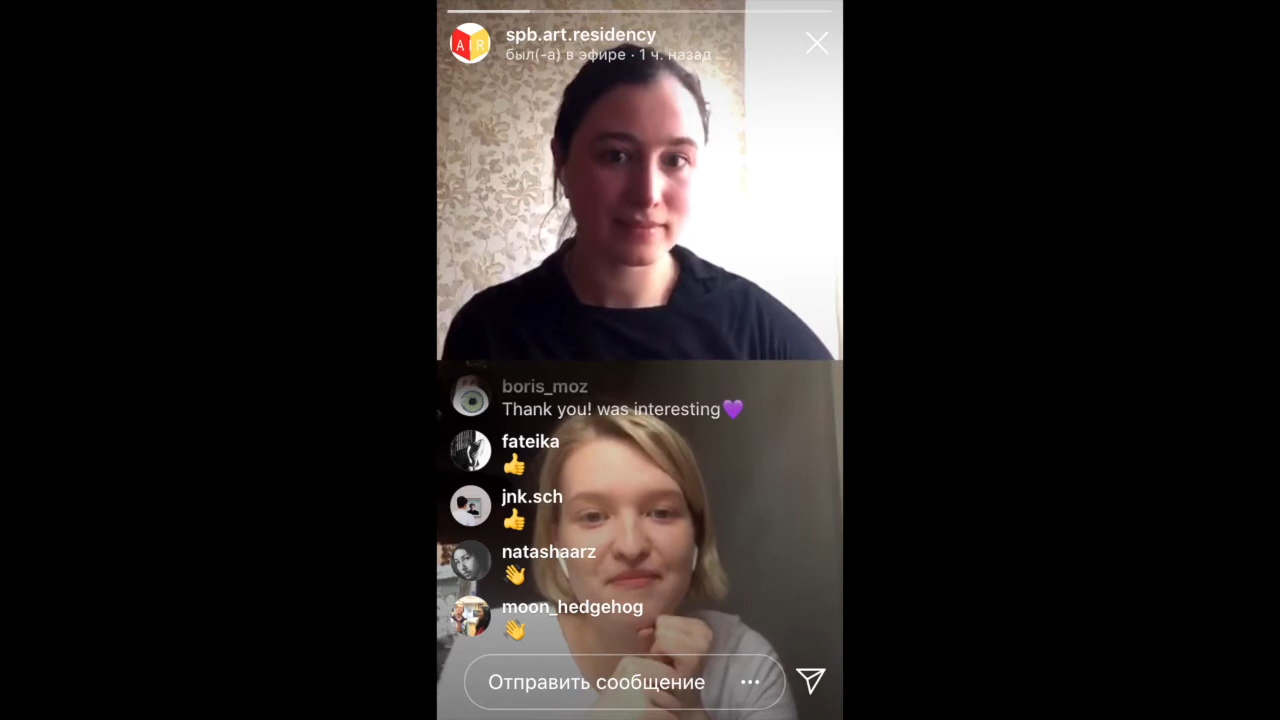 AIR
spb.art.residency
был(-а) в эфире · 1 ч. назад
boris_moz
Thank you! was interesting💜
fateika
👍
jnk.sch
👍
natashaarz
👋
moon_hedgehog
👋
Отправить сообщение